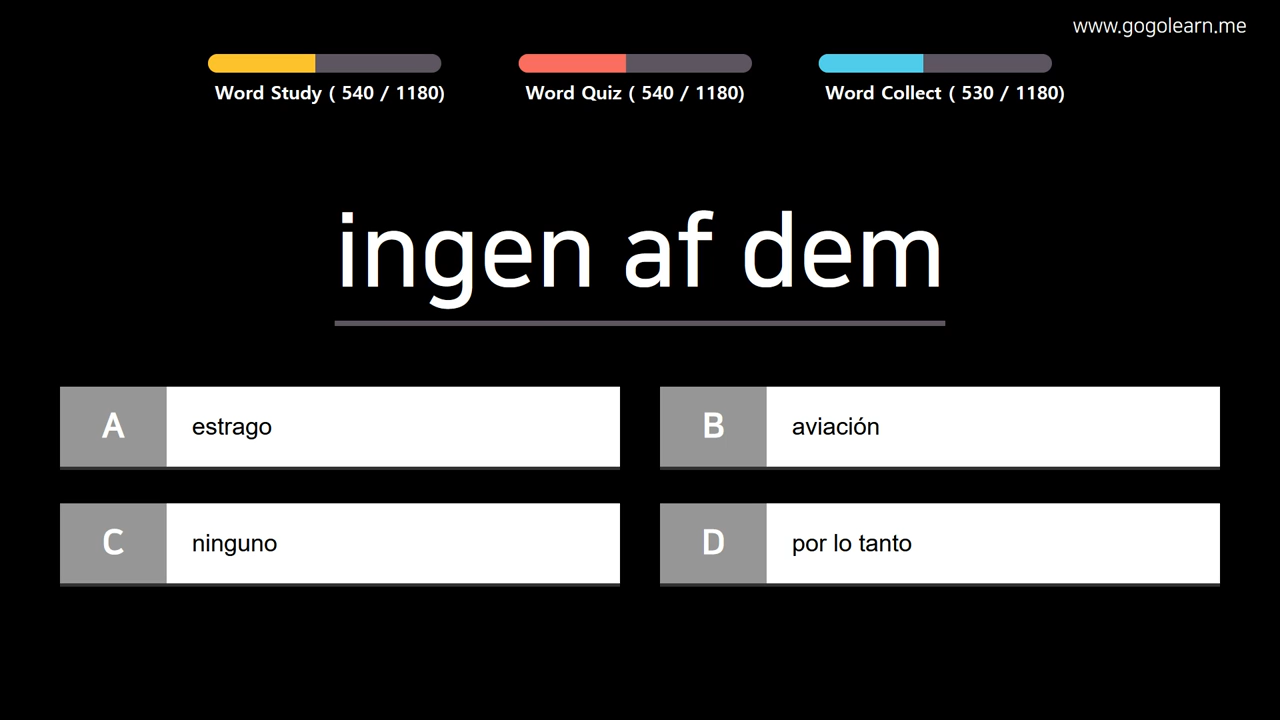 www.gogolearn.me
Word Study ( 540 / 1180)
Word Quiz ( 540 / 1180)
Word Collect ( 530 / 1180)
ingen af dem
A
estrago
B
aviación
C
ninguno
D
por lo tanto